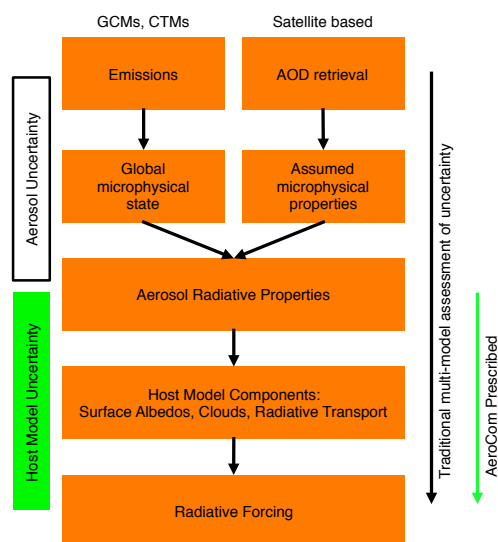 GCMs, CTMs
Satellite based
Emissions
AOD retrieval
Global
microphysical
state
Assumed
microphysical
properties
Aerosol Radiative Properties
Host Model Components:
Surface Albedos, Clouds, Radiative Transport
Radiative Forcing
Aerosol Uncertainty
Host Model Uncertainty
Traditional multi-model assessment of uncertainty
AeroCom Prescribed